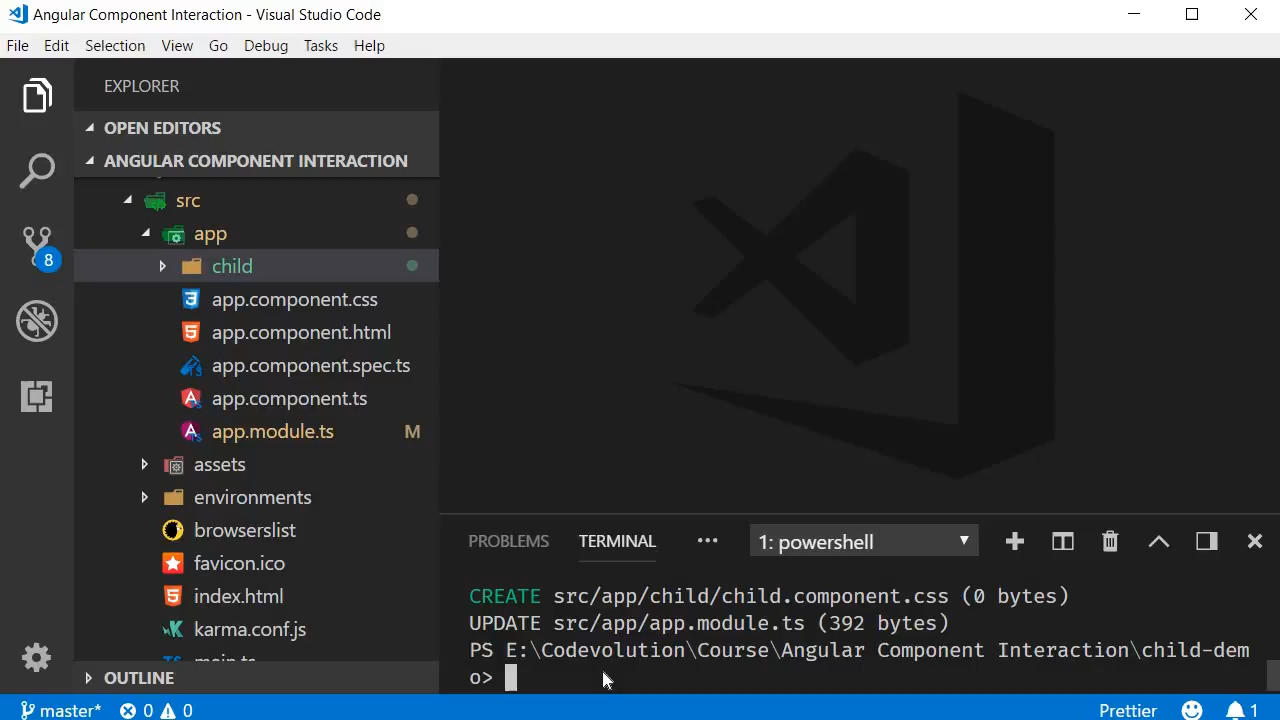 Angular Component Interaction - Visual Studio Code
File Edit Selection View Go Debug Tasks Help
EXPLORER
OPEN EDITORS
ANGULAR COMPONENT INTERACTION
src
app
child
app.component.css
app.component.html
app.component.spec.ts
app.component.ts
app.module.ts M
assets
environments
browserslist
favicon.ico
index.html
karma.conf.js
main.ts
OUTLINE
8
PROBLEMS TERMINAL ••• 1: powershell
CREATE src/app/child/child.component.css (0 bytes)
UPDATE src/app/app.module.ts (392 bytes)
PS E:\Codevolution\Course\Angular Component Interaction\child-dem
o>
master* 0 0 Prettier 1